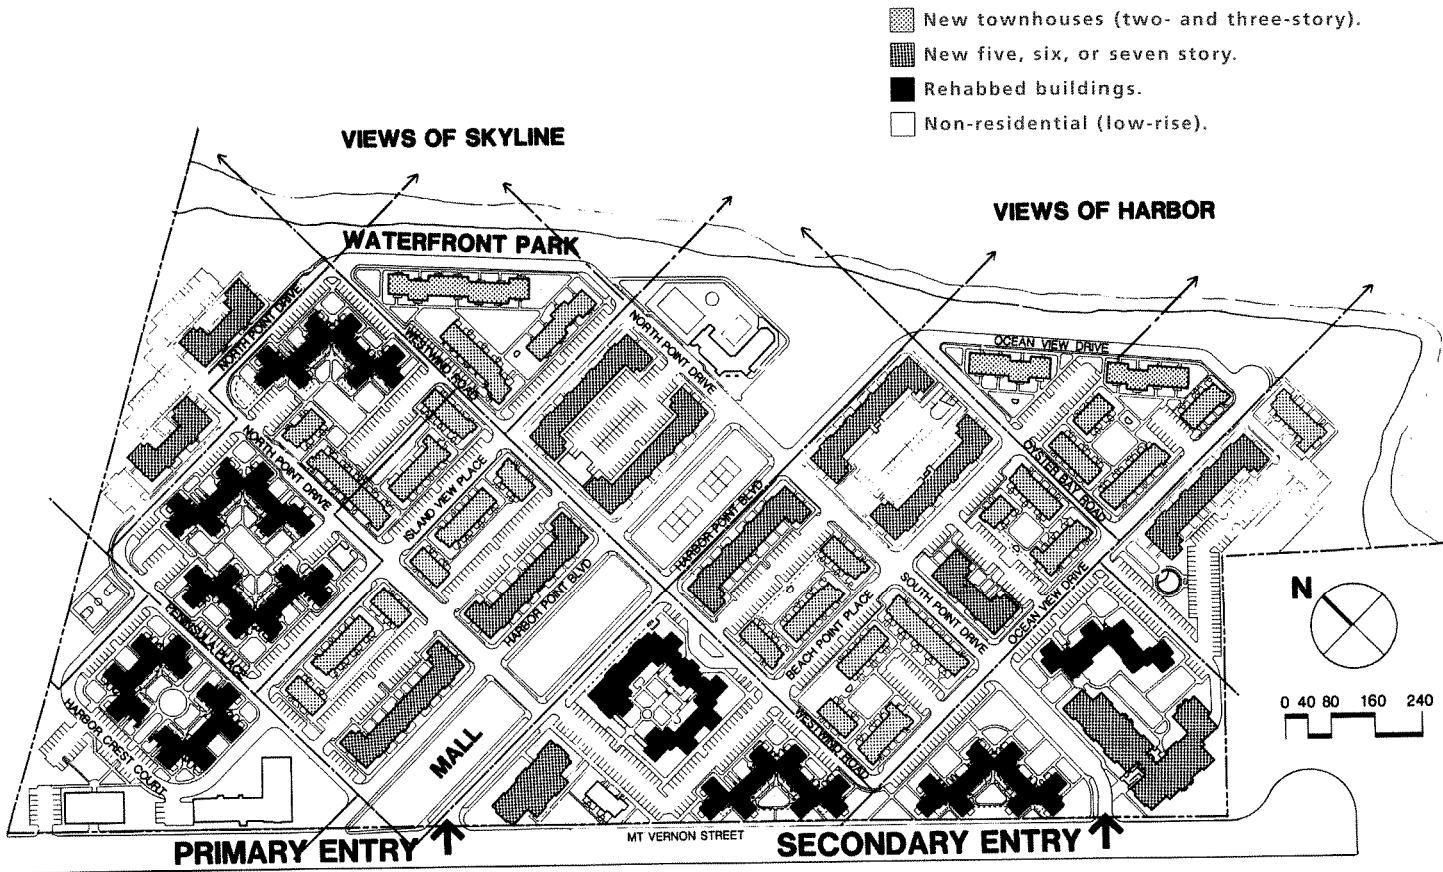 New townhouses (two- and three-story).
New five, six, or seven story.
Rehabbed buildings.
Non-residential (low-rise).
VIEWS OF SKYLINE
VIEWS OF HARBOR
WATERFRONT PARK
NORTH POINT DRIVE
WESTWIND ROAD
NORTH POINT DRIVE
OCEAN VIEW DRIVE
NORTH POINT DRIVE
ISLAND VIEW PLACE
HARBOR POINT BLVD
OYSTER BAY ROAD
HARBOR POINT BLVD
SOUTH POINT DRIVE
OCEAN VIEW DRIVE
BEACH POINT PLACE
PENINSULA PLACE
HARBOR CREST COURT
WESTWIND ROAD
MALL
N
0 40 80 160 240
MT VERNON STREET
PRIMARY ENTRY
SECONDARY ENTRY